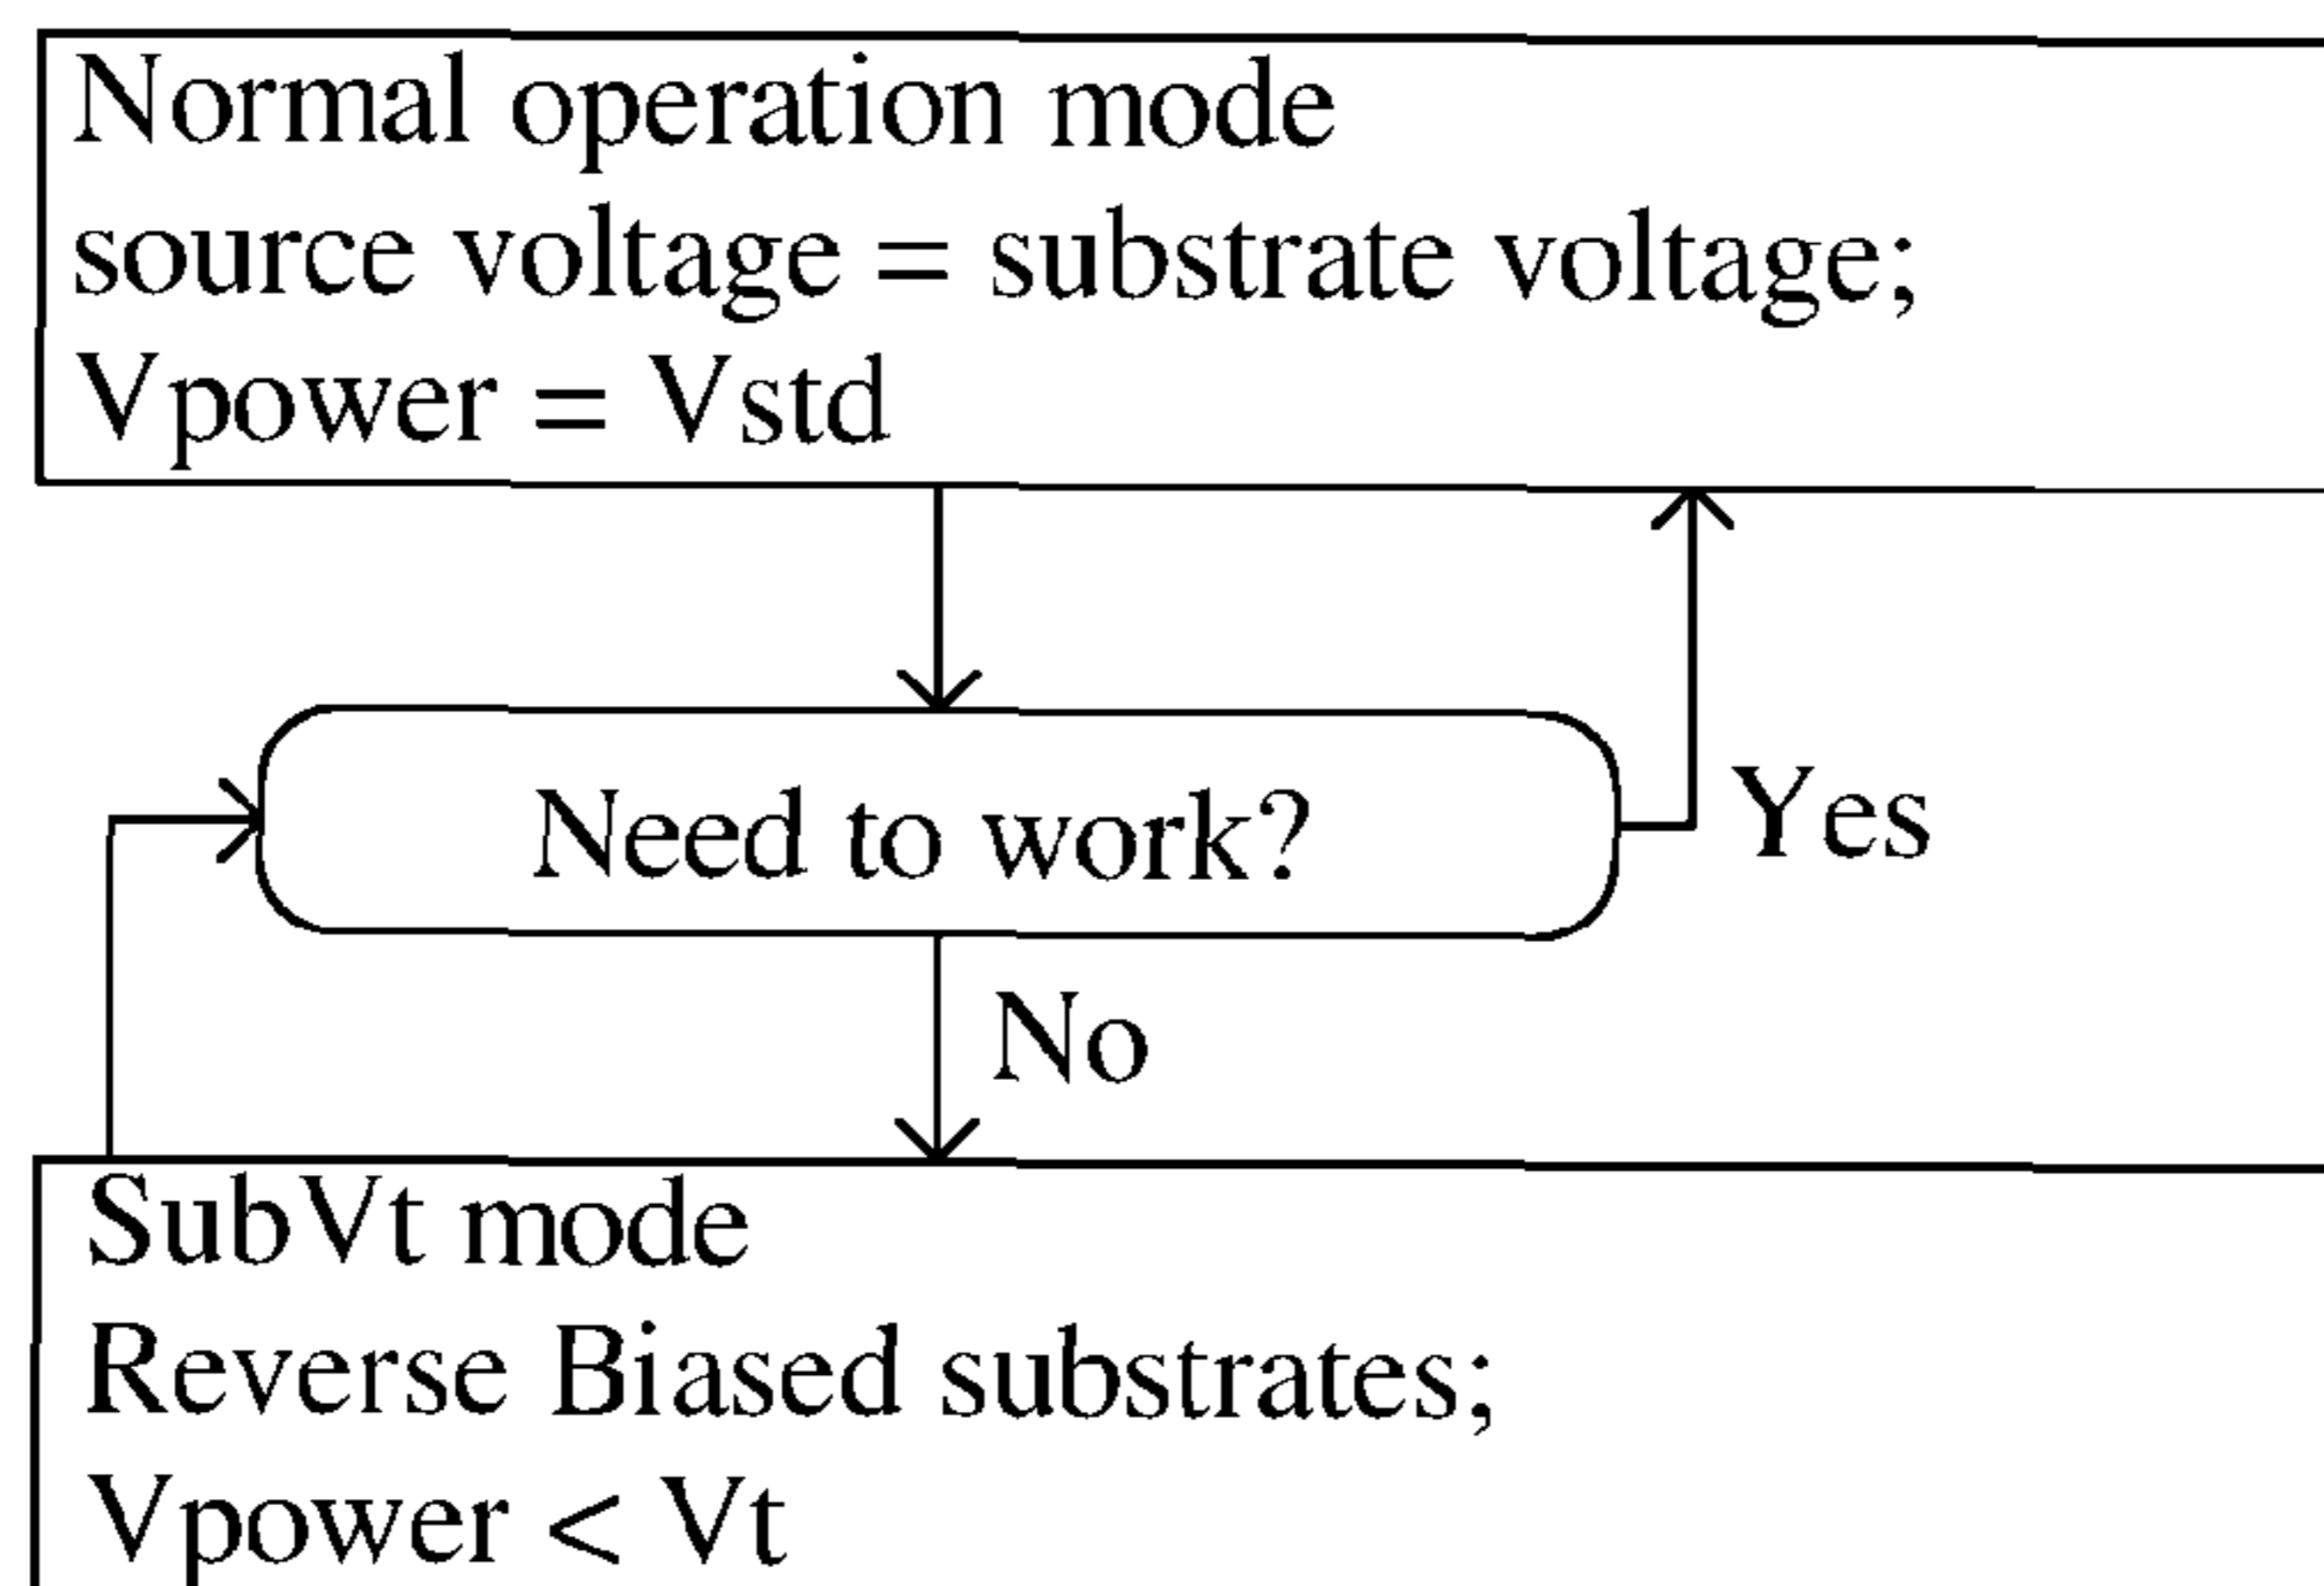 Normal operation mode
source voltage = substrate voltage;
Vpower = Vstd
Need to work?
Yes
No
SubVt mode
Reverse Biased substrates;
Vpower < Vt